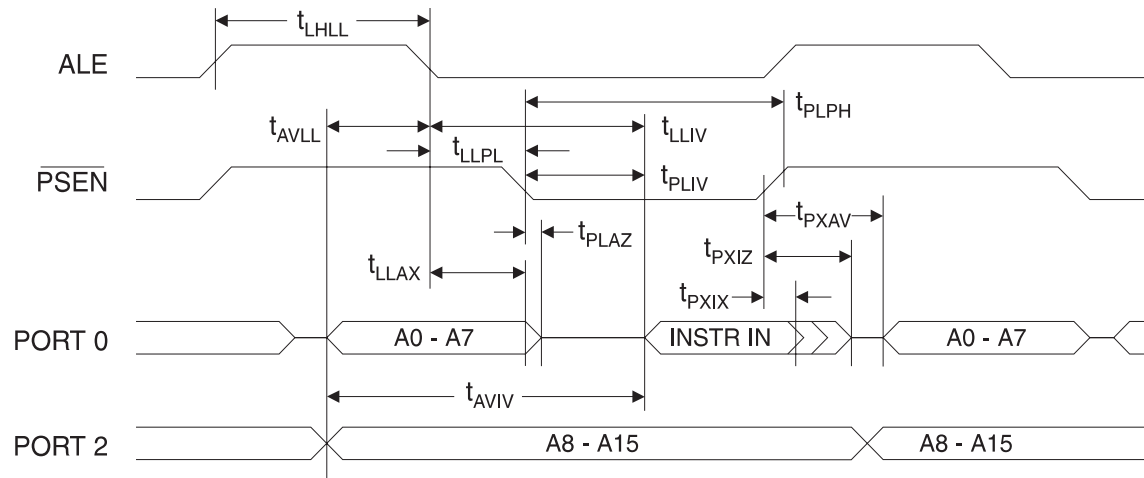 tLHLL
ALE
tPLPH
tAVLL
tLLIV
tLLPL
PSEN
tPLIV
tPXAV
tPLAZ
tPXIZ
tLLAX
tPXIX
PORT 0
A0 - A7
INSTR IN
A0 - A7
tAVIV
PORT 2
A8 - A15
A8 - A15